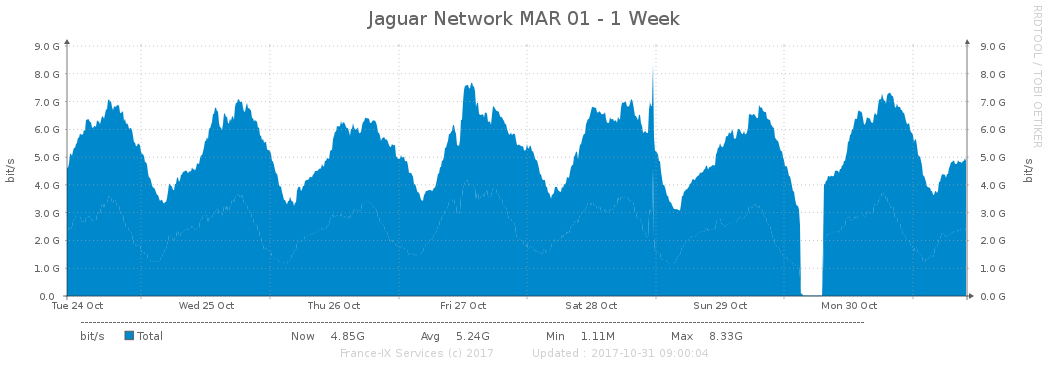 Jaguar Network MAR 01 - 1 Week
RRDTOOL / TOBI OETIKER
9.0 G 9.0 G
8.0 G 8.0 G
7.0 G 7.0 G
6.0 G 6.0 G
5.0 G 5.0 G
4.0 G 4.0 G
3.0 G 3.0 G
2.0 G 2.0 G
1.0 G 1.0 G
0.0 0.0 G
bit/s
bit/s
Tue 24 Oct Wed 25 Oct Thu 26 Oct Fri 27 Oct Sat 28 Oct Sun 29 Oct Mon 30 Oct
bit/s Total Now 4.85G Avg 5.24G Min 1.11M Max 8.33G
France-IX Services (c) 2017 Updated : 2017-10-31 09:00:04